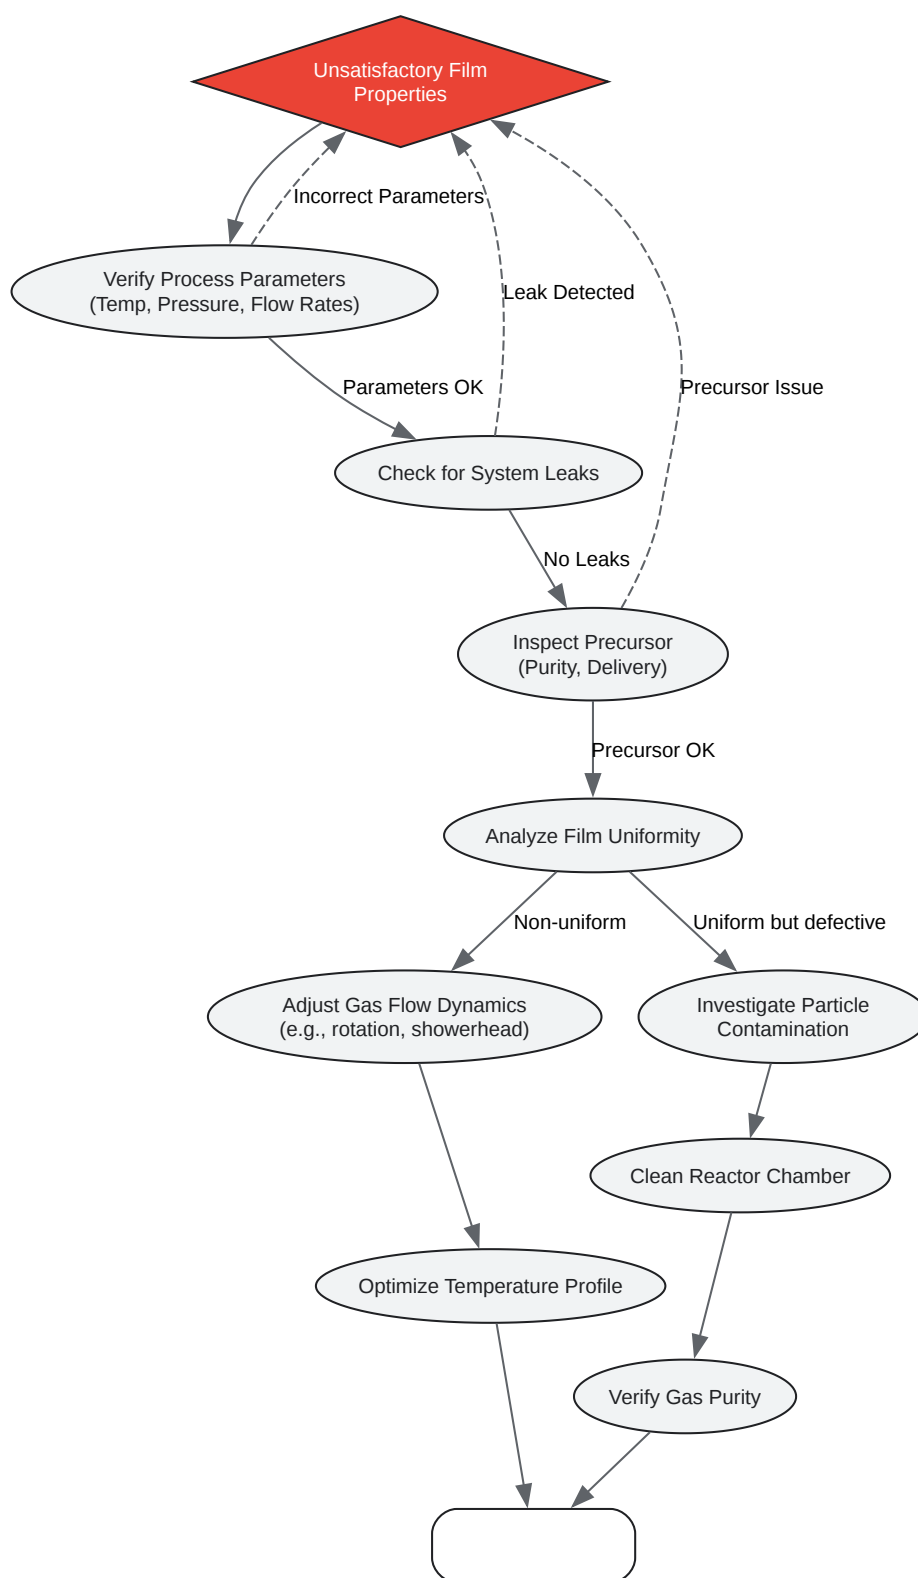 Unsatisfactory Film
Properties
Incorrect Parameters
Verify Process Parameters
(Temp, Pressure, Flow Rates)
Leak Detected
Parameters OK
Precursor Issue
Check for System Leaks
No Leaks
Inspect Precursor
(Purity, Delivery)
Precursor OK
Analyze Film Uniformity
Non-uniform
Uniform but defective
Adjust Gas Flow Dynamics
(e.g., rotation, showerhead)
Investigate Particle
Contamination
Clean Reactor Chamber
Optimize Temperature Profile
Verify Gas Purity